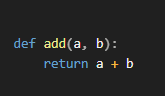 def add(a, b):
    return a + b